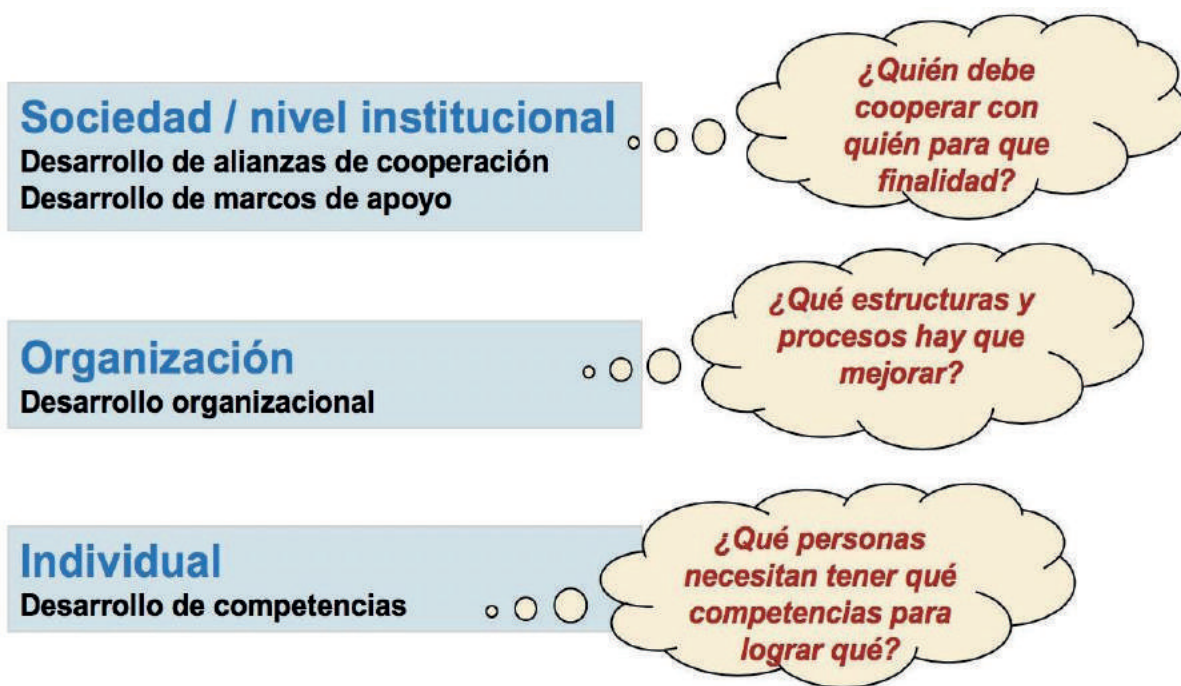 Sociedad / nivel institucional
Desarrollo de alianzas de cooperación
Desarrollo de marcos de apoyo
¿Quién debe
cooperar con
quién para que
finalidad?
Organización
Desarrollo organizacional
¿Qué estructuras y
procesos hay que
mejorar?
Individual
Desarrollo de competencias
¿Qué personas
necesitan tener qué
competencias para
lograr qué?